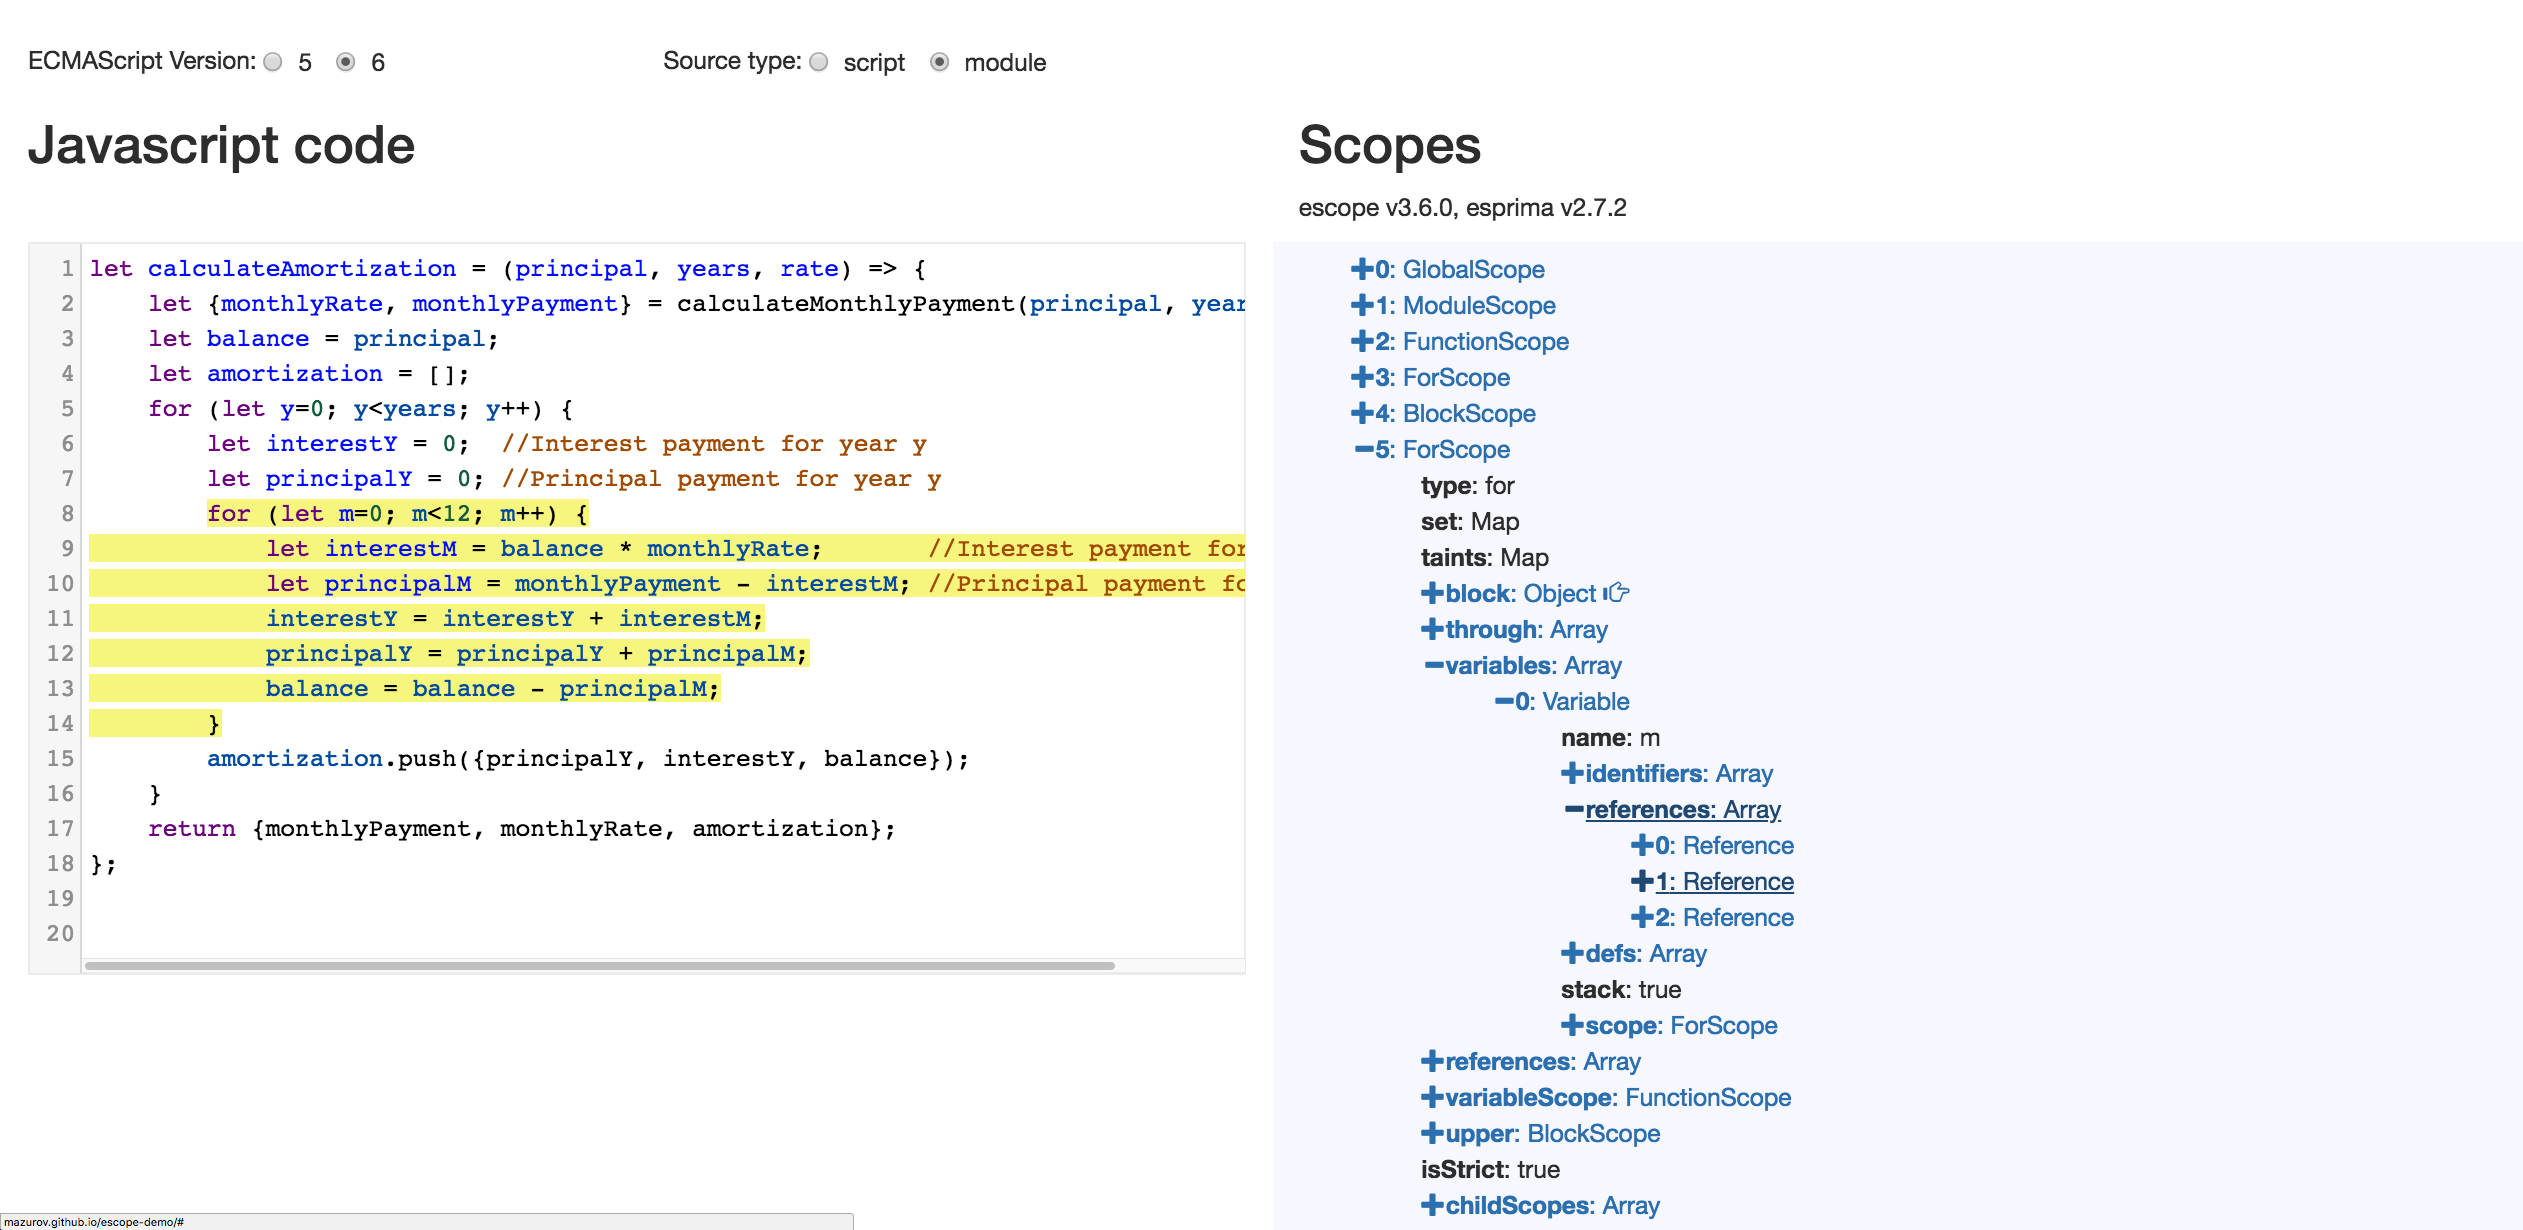 ECMAScript Version: 5 6 Source type: script module
Javascript code
1 let calculateAmortization = (principal, years, rate) => {
2     let {monthlyRate, monthlyPayment} = calculateMonthlyPayment(principal, year
3     let balance = principal;
4     let amortization = [];
5     for (let y=0; y<years; y++) {
6         let interestY = 0;  //Interest payment for year y
7         let principalY = 0; //Principal payment for year y
8         for (let m=0; m<12; m++) {
9             let interestM = balance * monthlyRate;       //Interest payment for
10             let principalM = monthlyPayment - interestM; //Principal payment fo
11             interestY = interestY + interestM;
12             principalY = principalY + principalM;
13             balance = balance - principalM;
14         }
15         amortization.push({principalY, interestY, balance});
16     }
17     return {monthlyPayment, monthlyRate, amortization};
18 };
19
20
Scopes
escope v3.6.0, esprima v2.7.2
+0: GlobalScope
+1: ModuleScope
+2: FunctionScope
+3: ForScope
+4: BlockScope
-5: ForScope
type: for
set: Map
taints: Map
+block: Object
+through: Array
-variables: Array
-0: Variable
name: m
+identifiers: Array
-references: Array
+0: Reference
+1: Reference
+2: Reference
+defs: Array
stack: true
+scope: ForScope
+references: Array
+variableScope: FunctionScope
+upper: BlockScope
isStrict: true
+childScopes: Array
mazurov.github.io/escope-demo/#